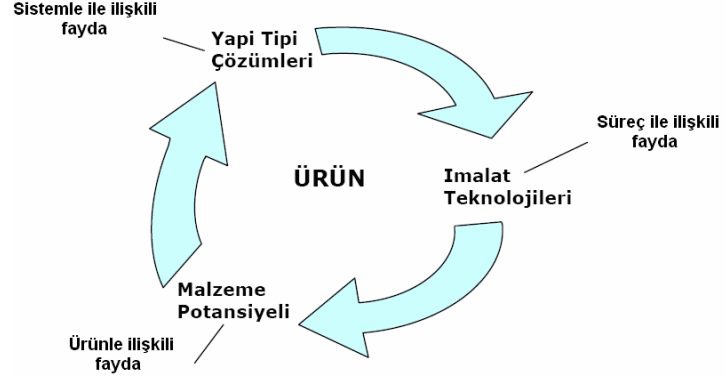 Sistemle ile ilişkili
fayda
Yapi Tipi
Çözümleri
Süreç ile ilişkili
fayda
ÜRÜN
Imalat
Teknolojileri
Malzeme
Potansiyeli
Ürünle ilişkili
fayda